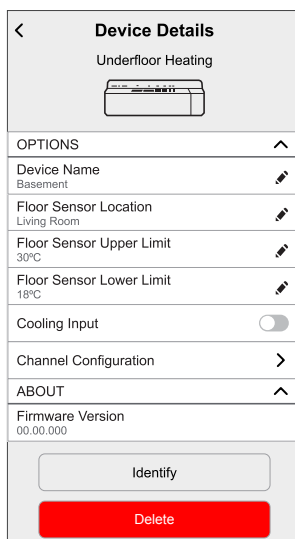 Device Details
Underfloor Heating
OPTIONS
Device Name
Basement
Floor Sensor Location
Living Room
Floor Sensor Upper Limit
30ºC
Floor Sensor Lower Limit
18ºC
Cooling Input
Channel Configuration
ABOUT
Firmware Version
00.00.000
Identify
Delete